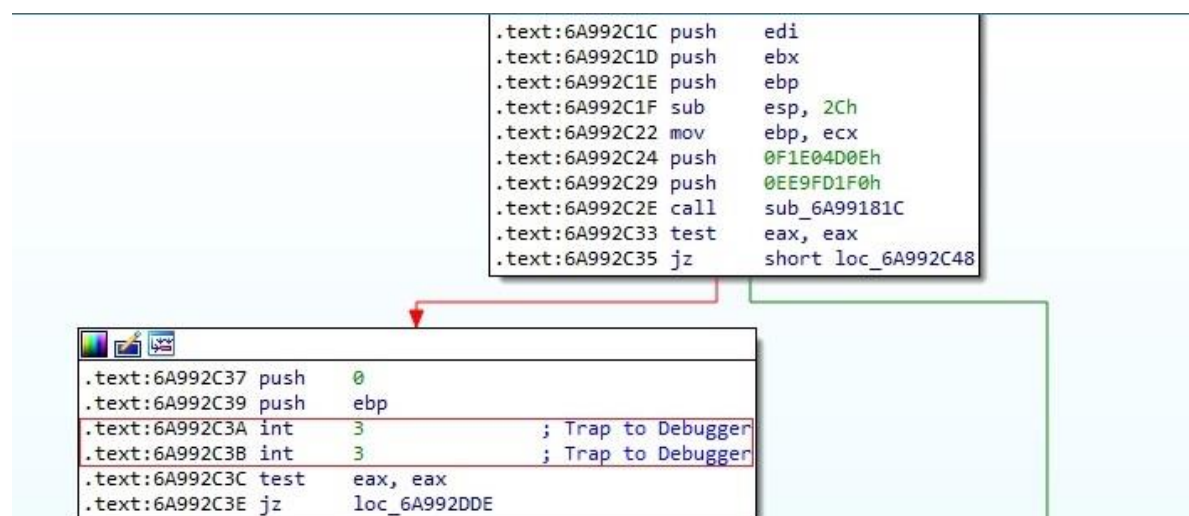 .text:6A992C1C push edi
.text:6A992C1D push ebx
.text:6A992C1E push ebp
.text:6A992C1F sub esp, 2Ch
.text:6A992C22 mov ebp, ecx
.text:6A992C24 push 0F1E04D0Eh
.text:6A992C29 push 0EE9FD1F0h
.text:6A992C2E call sub_6A99181C
.text:6A992C33 test eax, eax
.text:6A992C35 jz short loc_6A992C48
.text:6A992C37 push 0
.text:6A992C39 push ebp
.text:6A992C3A int 3 ; Trap to Debugger
.text:6A992C3B int 3 ; Trap to Debugger
.text:6A992C3C test eax, eax
.text:6A992C3E jz loc_6A992DDE